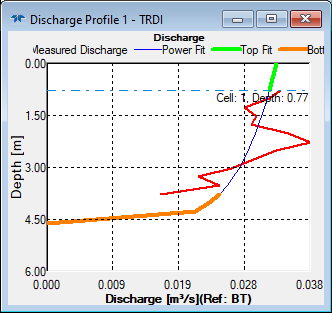 Discharge Profile 1 - TRDI
Discharge
Measured Discharge Power Fit Top Fit Bott
0.00
Cell: 1, Depth: 0.77
1.50
3.00
4.50
6.00
Depth [m]
0.000 0.009 0.019 0.028 0.038
Discharge [m³/s](Ref: BT)